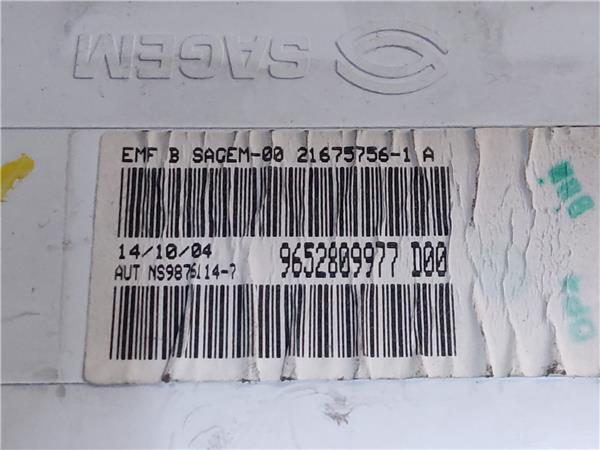 SAGEM
EMF B SAGEM-00 21675756-1 A
14/10/04
9652809977 D00
AUT NS9876114-7